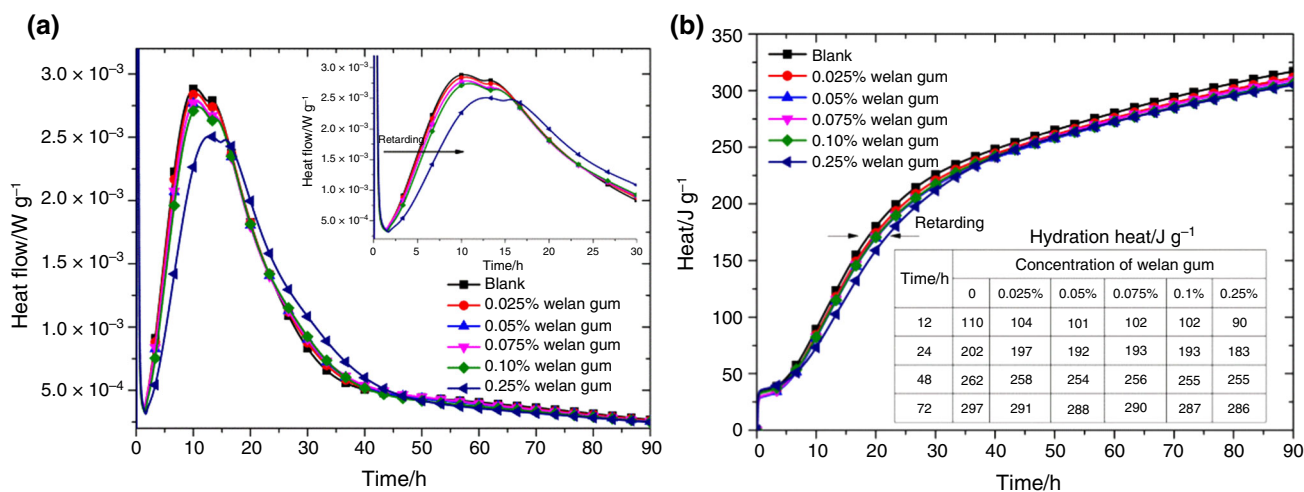 (a)
Heat flow/W g⁻¹
3.0 × 10⁻³
2.5 × 10⁻³
2.0 × 10⁻³
1.5 × 10⁻³
1.0 × 10⁻³
5.0 × 10⁻⁴
0 10 20 30 40 50 60 70 80 90
Time/h
Heat flow/W g⁻¹
3.0 × 10⁻³
2.5 × 10⁻³
2.0 × 10⁻³
1.5 × 10⁻³
1.0 × 10⁻³
5.0 × 10⁻⁴
Retarding
0 5 10 15 20 25 30
Time/h
Blank
0.025% welan gum
0.05% welan gum
0.075% welan gum
0.10% welan gum
0.25% welan gum
(b)
Heat/J g⁻¹
350
300
250
200
150
100
50
0
0 10 20 30 40 50 60 70 80 90
Time/h
Blank
0.025% welan gum
0.05% welan gum
0.075% welan gum
0.10% welan gum
0.25% welan gum
Retarding
Hydration heat/J g⁻¹
Time/h Concentration of welan gum
0 0.025% 0.05% 0.075% 0.1% 0.25%
12 110 104 101 102 102 90
24 202 197 192 193 193 183
48 262 258 254 256 255 255
72 297 291 288 290 287 286